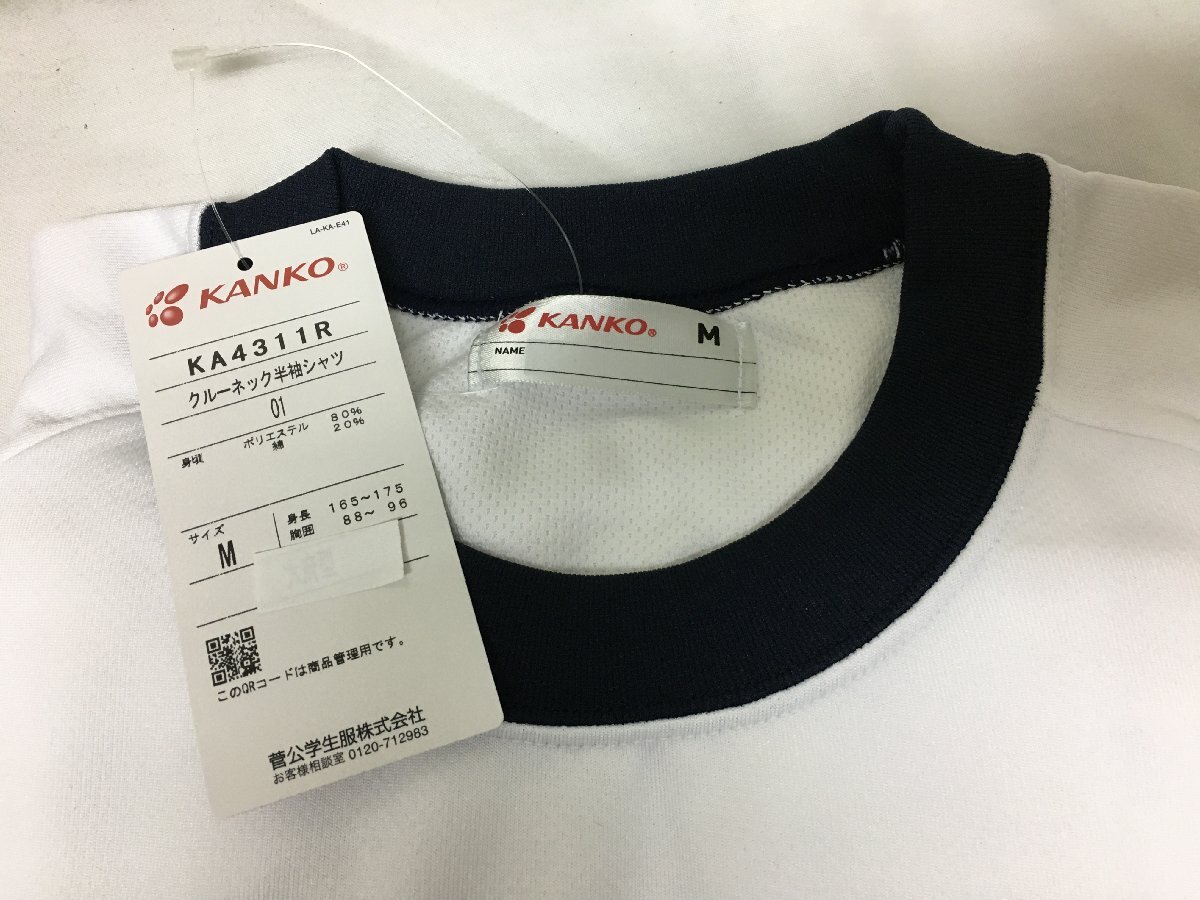 LA-KA-E41
KANKO®
KA4311R
クルーネック半袖シャツ
01
身頃 ポリエステル 80%
綿 20%
サイズ
M
身長 165~175
胸囲 88~ 96
このQRコードは商品管理用です。
菅公学生服株式会社
お客様相談室 0120-712983
KANKO® M
NAME